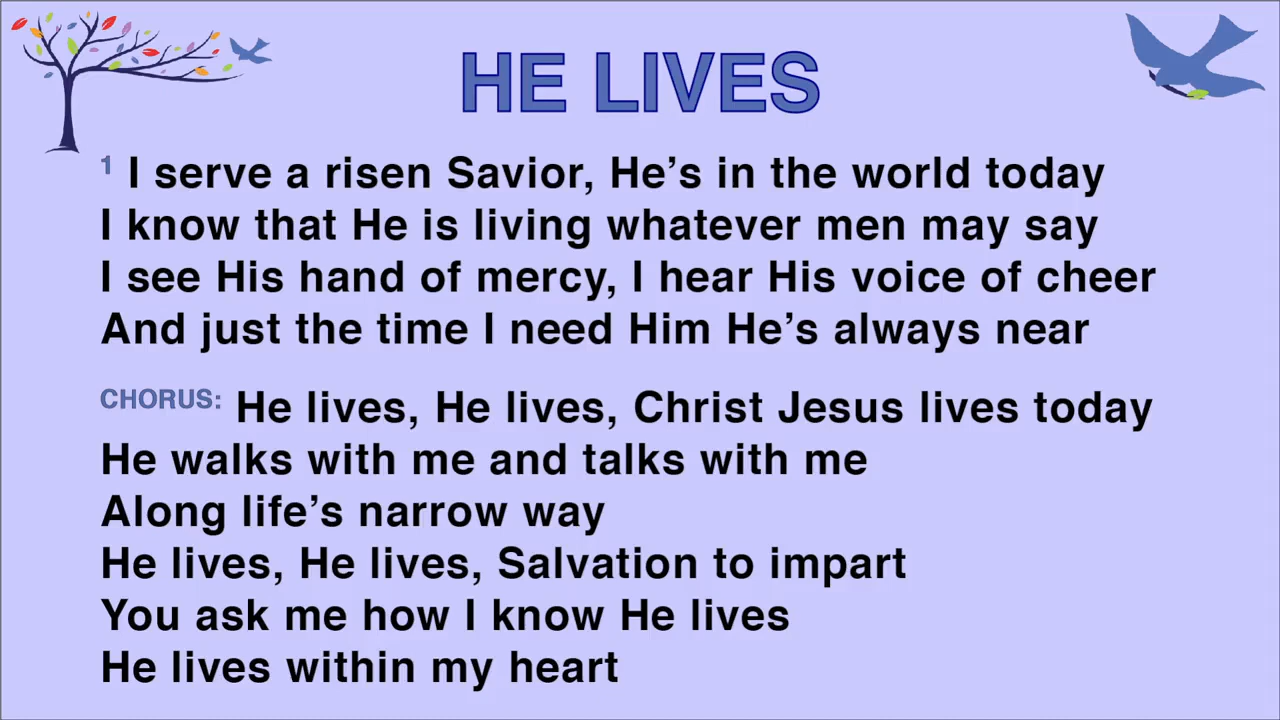 HE LIVES
1 I serve a risen Savior, He’s in the world today
I know that He is living whatever men may say
I see His hand of mercy, I hear His voice of cheer
And just the time I need Him He’s always near
CHORUS: He lives, He lives, Christ Jesus lives today
He walks with me and talks with me
Along life’s narrow way
He lives, He lives, Salvation to impart
You ask me how I know He lives
He lives within my heart